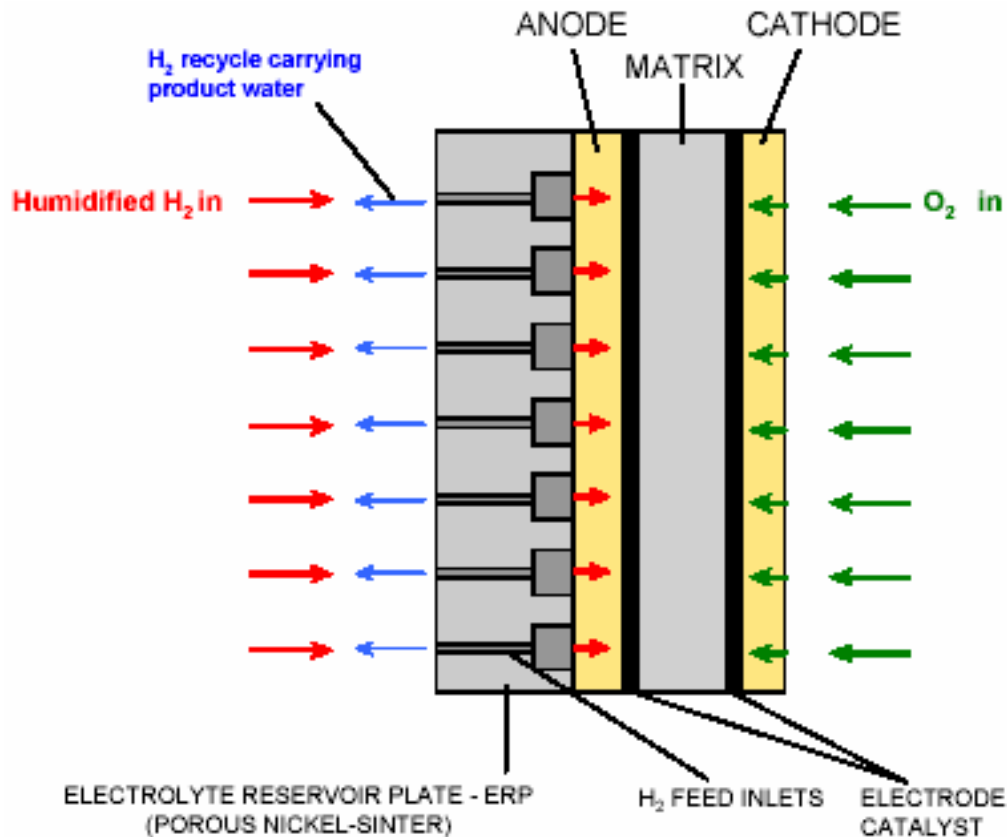 ANODE
CATHODE
MATRIX
H₂ recycle carrying
product water
Humidified H₂ in
O₂ in
ELECTROLYTE RESERVOIR PLATE - ERP
(POROUS NICKEL-SINTER)
H₂ FEED INLETS
ELECTRODE
CATALYST